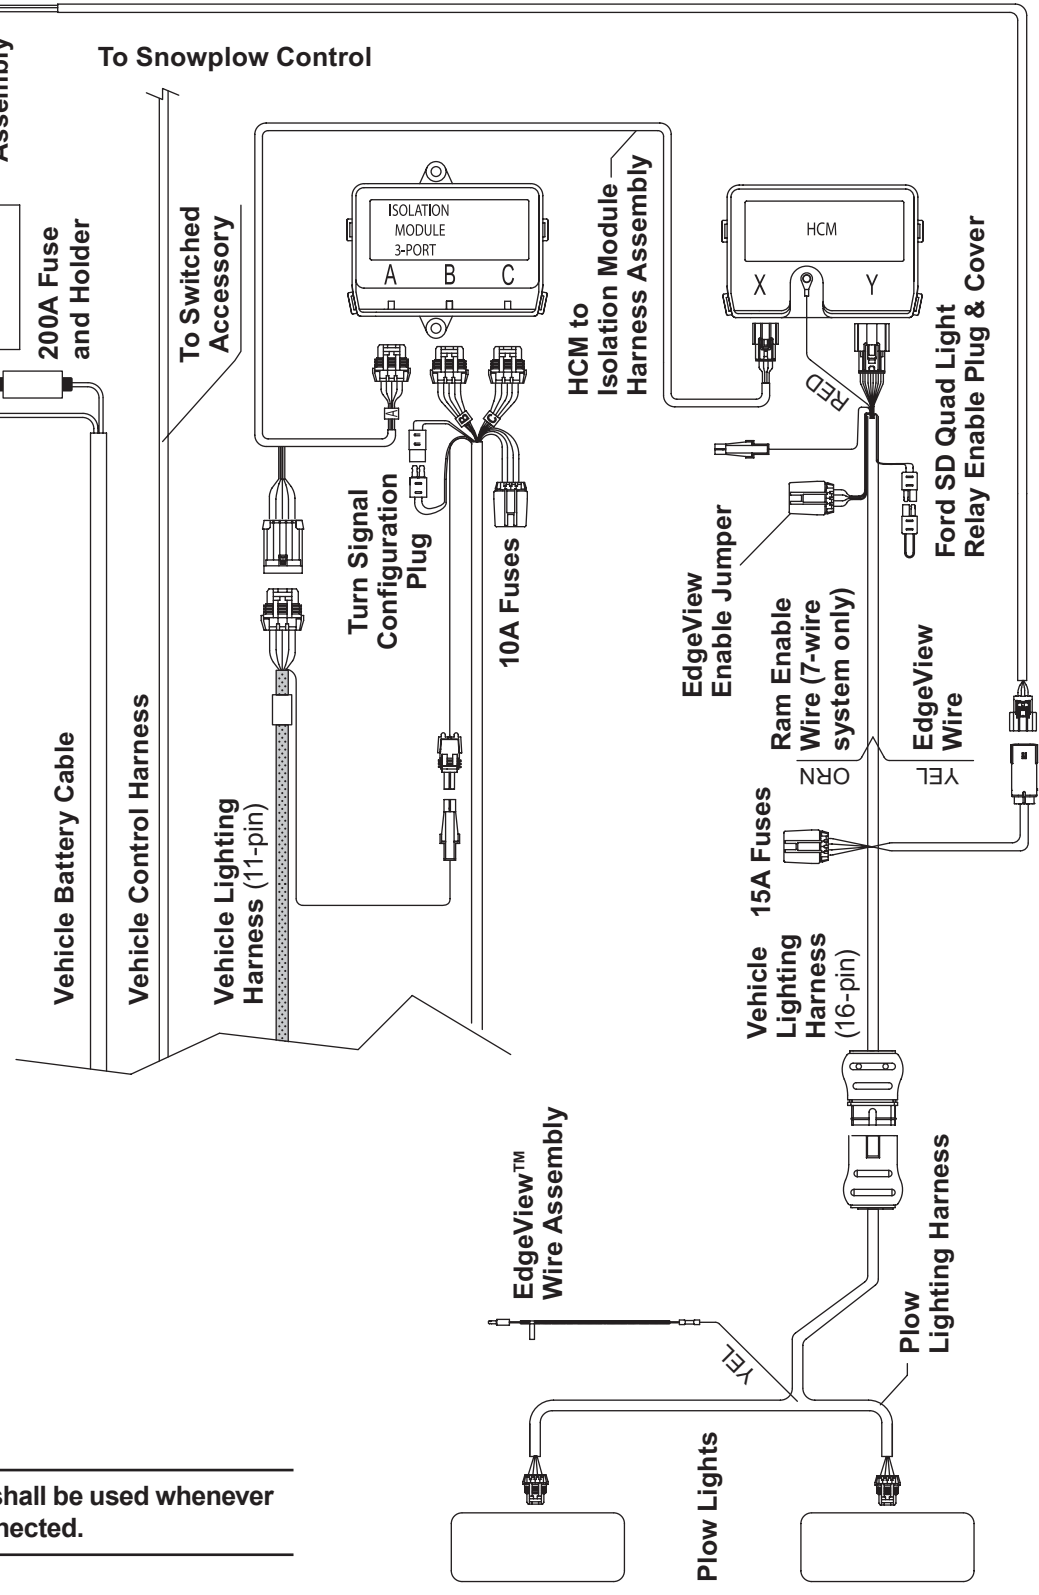 Assembly
To Snowplow Control
200A Fuse
and Holder
To Switched
Accessory
ISOLATION
MODULE
3-PORT
A B C
HCM to
Isolation Module
Harness Assembly
HCM
X Y
RED
A
B
C
Turn Signal
Configuration
Plug
10A Fuses
EdgeView
Enable Jumper
Ford SD Quad Light
Relay Enable Plug & Cover
Ram Enable
Wire (7-wire
system only)
ORN
YEL
EdgeView
Wire
Vehicle Battery Cable
Vehicle Control Harness
Vehicle Lighting
Harness (11-pin)
15A Fuses
Vehicle
Lighting
Harness
(16-pin)
EdgeView™
Wire Assembly
YEL
Plow
Lighting Harness
Plow Lights
shall be used whenever
nected.